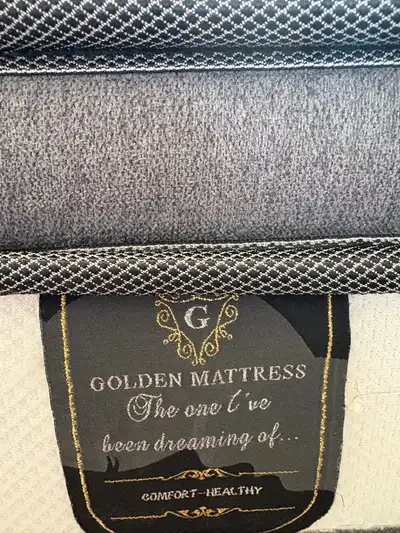 G
GOLDEN MATTRESS
The one I've
been dreaming of...
COMFORT--HEALTHY